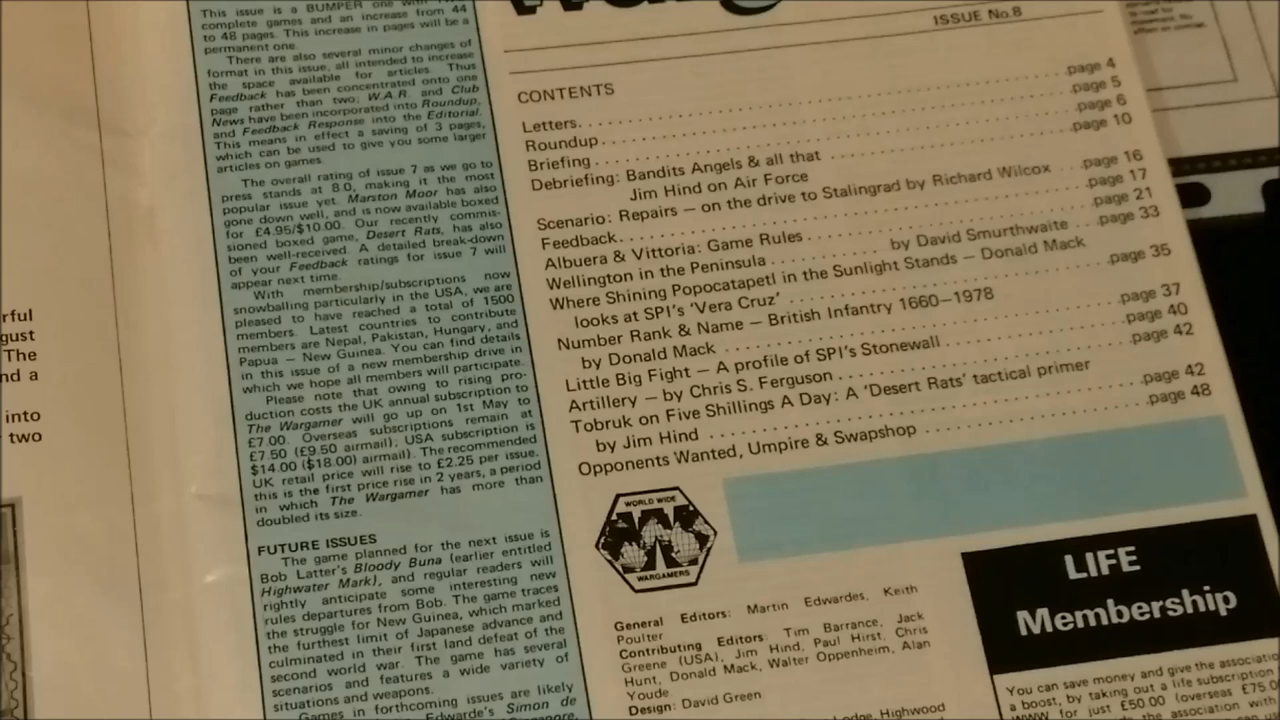 This issue is a BUMPER one with
complete games and an increase from 44
to 48 pages. This increase in pages will be a
permanent one.
There are also several minor changes of
format in this issue, all intended to increase
the space available for articles. Thus
Feedback has been concentrated onto one
page rather than two; W.A.R. and Club
News have been incorporated into Roundup,
and Feedback Response into the Editorial.
This means in effect a saving of 3 pages,
which can be used to give you some larger
articles on games.
The overall rating of issue 7 as we go to
press stands at 8.0, making it the most
popular issue yet. Marston Moor has also
gone down well, and is now available boxed
for £4.95/$10.00. Our recently commis-
sioned boxed game, Desert Rats, has also
been well-received. A detailed break-down
of your Feedback ratings for issue 7 will
appear next time.
With membership/subscriptions now
snowballing particularly in the USA, we are
pleased to have reached a total of 1500
members. Latest countries to contribute
members are Nepal, Pakistan, Hungary, and
Papua — New Guinea. You can find details
in this issue of a new membership drive in
which we hope all members will participate.
Please note that owing to rising pro-
duction costs the UK annual subscription to
The Wargamer will go up on 1st May to
£7.00. Overseas subscriptions remain at
£7.50 (£9.50 airmail); USA subscription is
$14.00 ($18.00) airmail). The recommended
UK retail price will rise to £2.25 per issue.
this is the first price rise in 2 years, a period
in which The Wargamer has more than
doubled its size.
FUTURE ISSUES
The game planned for the next issue is
Bob Latter's Bloody Buna (earlier entitled
Highwater Mark), and regular readers will
rightly anticipate some interesting new
rules departures from Bob. The game traces
the struggle for New Guinea, which marked
the furthest limit of Japanese advance and
culminated in their first land defeat of the
second world war. The game has several
scenarios and features a wide variety of
situations and weapons.
Games in forthcoming issues are likely
Edwarde's Simon de
ISSUE No.8
CONTENTS
Letters. . . . . page 4
Roundup . . . . . page 5
Briefing . . . . . page 6
Debriefing: Bandits Angels & all that . . . . . page 10
Jim Hind on Air Force
Scenario: Repairs — on the drive to Stalingrad by Richard Wilcox . . . page 16
Feedback. . . . . page 17
Albuera & Vittoria: Game Rules . . . . . page 21
Wellington in the Peninsula . . . . . by David Smurthwaite . . . page 33
Where Shining Popocatapetl in the Sunlight Stands — Donald Mack
looks at SPI's 'Vera Cruz' . . . . . page 35
Number Rank & Name — British Infantry 1660—1978
by Donald Mack . . . . . page 37
Little Big Fight — A profile of SPI's Stonewall . . . . . page 40
Artillery — by Chris S. Ferguson . . . . . page 42
Tobruk on Five Shillings A Day: A 'Desert Rats' tactical primer
by Jim Hind . . . . . page 42
Opponents Wanted, Umpire & Swapshop . . . . . page 48
WORLD WIDE
W
WARGAMERS
General Editors: Martin Edwardes, Keith
Poulter
Contributing Editors: Tim Barrance, Jack
Greene (USA), Jim Hind, Paul Hirst, Chris
Hunt, Donald Mack, Walter Oppenheim, Alan
Youde
Design: David Green
Lodge, Highwood
LIFE
Membership
You can save money and give the associatio
a boost, by taking out a life subscription
WWW for just £50.00 (overseas £75.0
the association with
rful
gust
The
nd a
into
two